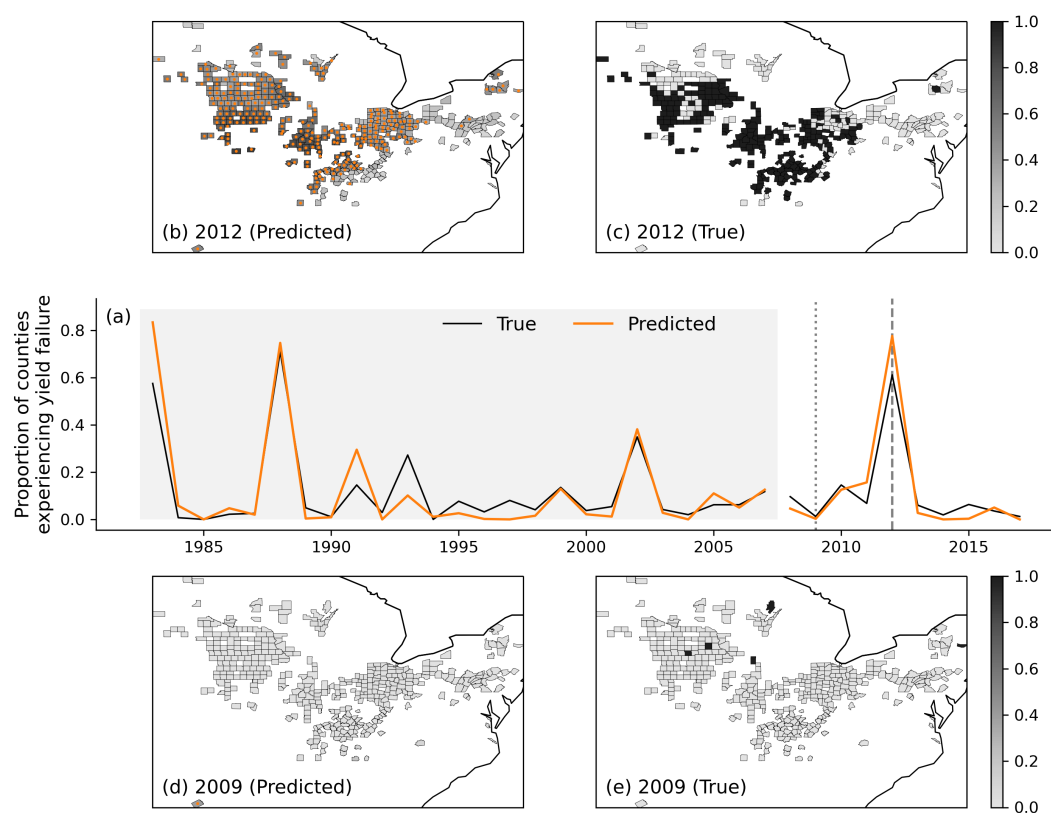 (b) 2012 (Predicted)
(c) 2012 (True)
1.0
0.8
0.6
0.4
0.2
0.0
Proportion of counties
experiencing yield failure
(a)
True
Predicted
0.8
0.6
0.4
0.2
0.0
1985 1990 1995 2000 2005 2010 2015
(d) 2009 (Predicted)
(e) 2009 (True)
1.0
0.8
0.6
0.4
0.2
0.0